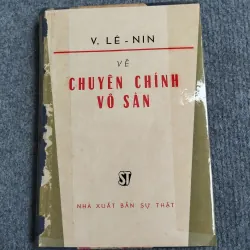 V. LÊ-NIN
VỀ
CHUYÊN CHÍNH
VÔ SẢN
ST
NHÀ XUẤT BẢN SỰ THẬT